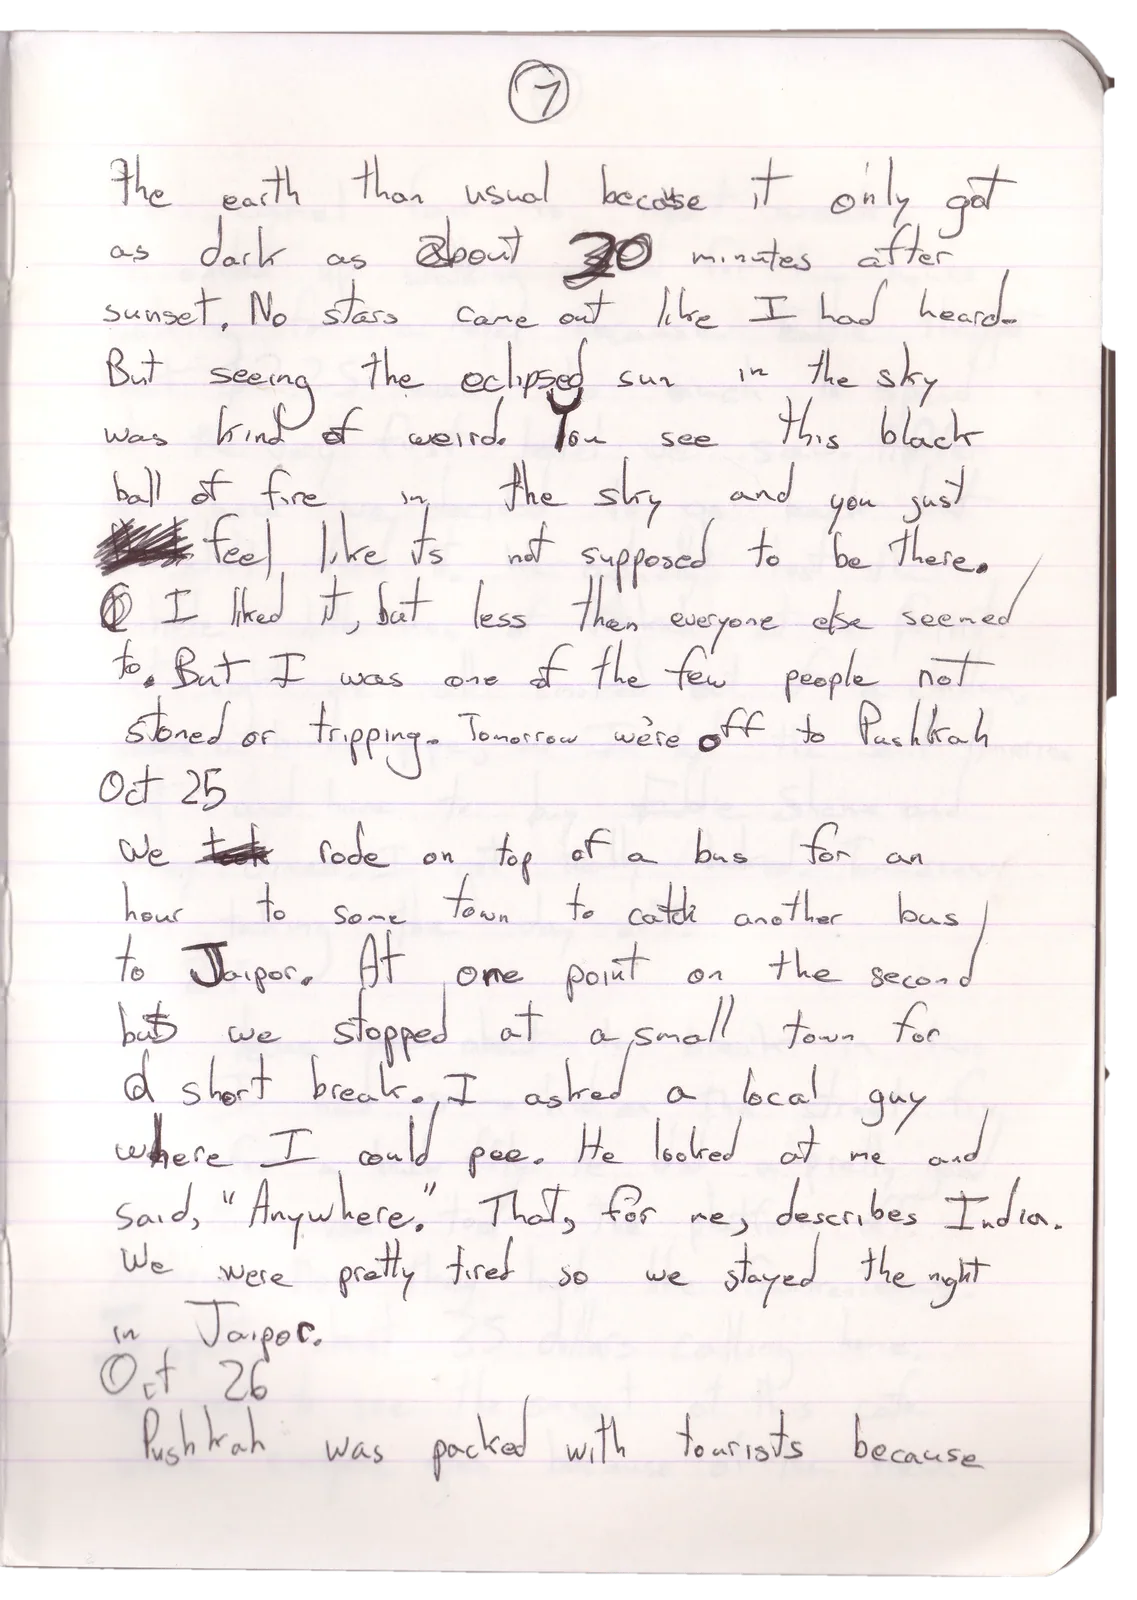 7
the earth than usual because it only got
as dark as about 30 minutes after
sunset. No stars came out like I had heard.
But seeing the eclipsed sun in the sky
was kind of weird. You see this black
ball of fire in the sky and you just
feel like its not supposed to be there.
I liked it, but less then everyone else seemed
to. But I was one of the few people not
stoned or tripping. Tomorrow we're off to Pushkah
Oct 25
We rode on top of a bus for an
hour to some town to catch another bus
to Jaipor. At one point on the second
bus we stopped at a small town for
a short break. I asked a local guy
where I could pee. He looked at me and
said, "Anywhere." That, for me, describes India.
We were pretty tired so we stayed the night
in Jaipor.
Oct 26
Pushkah was packed with tourists because